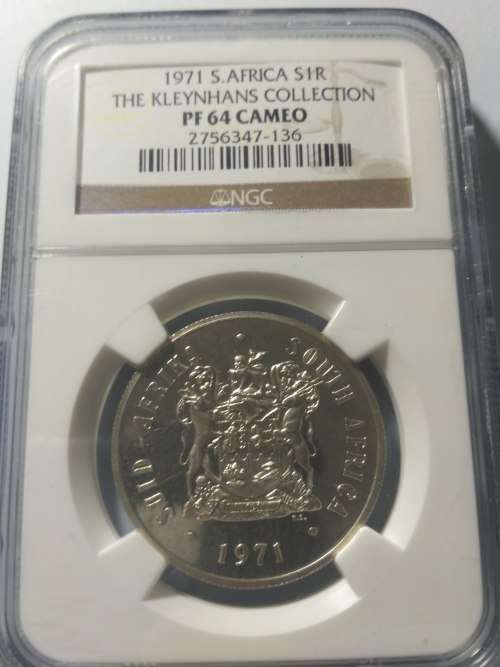 1971 S.AFRICA S1R
THE KLEYNHANS COLLECTION
PF 64 CAMEO
2756347-136
NGC
SUID-AFRIKA · SOUTH AFRICA
· 1971 ·